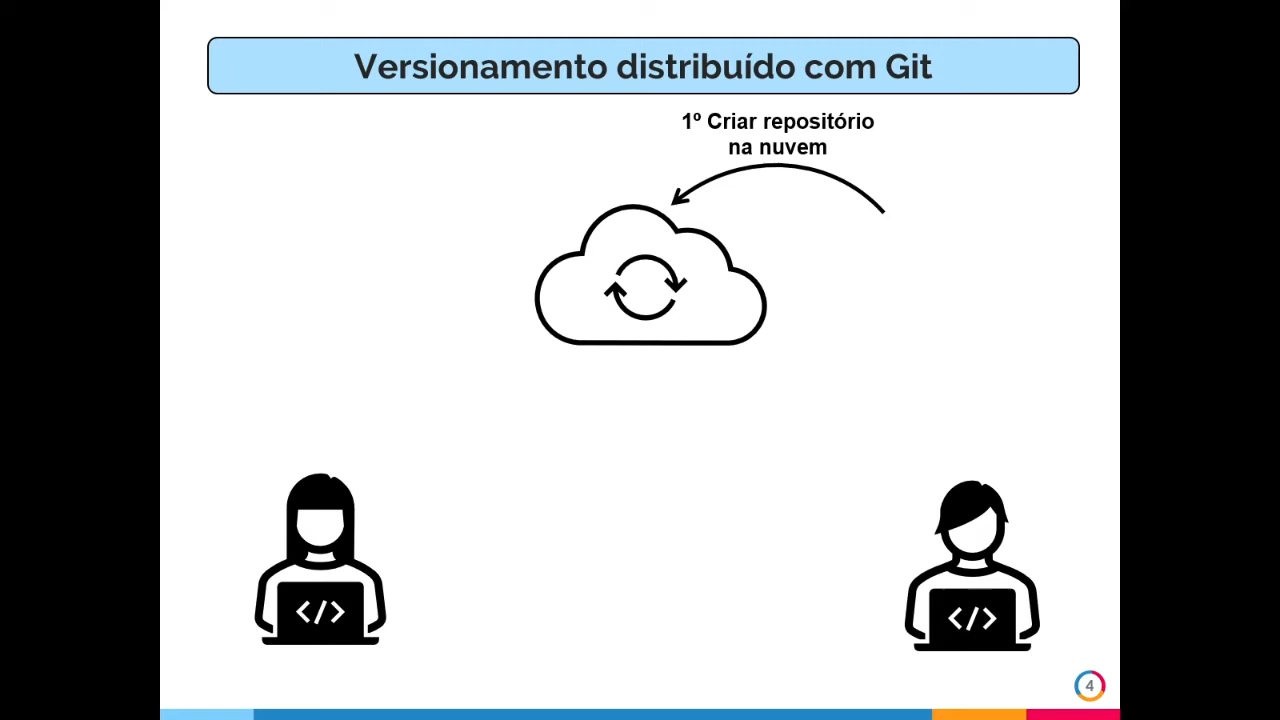 Versionamento distribuído com Git
1º Criar repositório
na nuvem
</>
</>
4